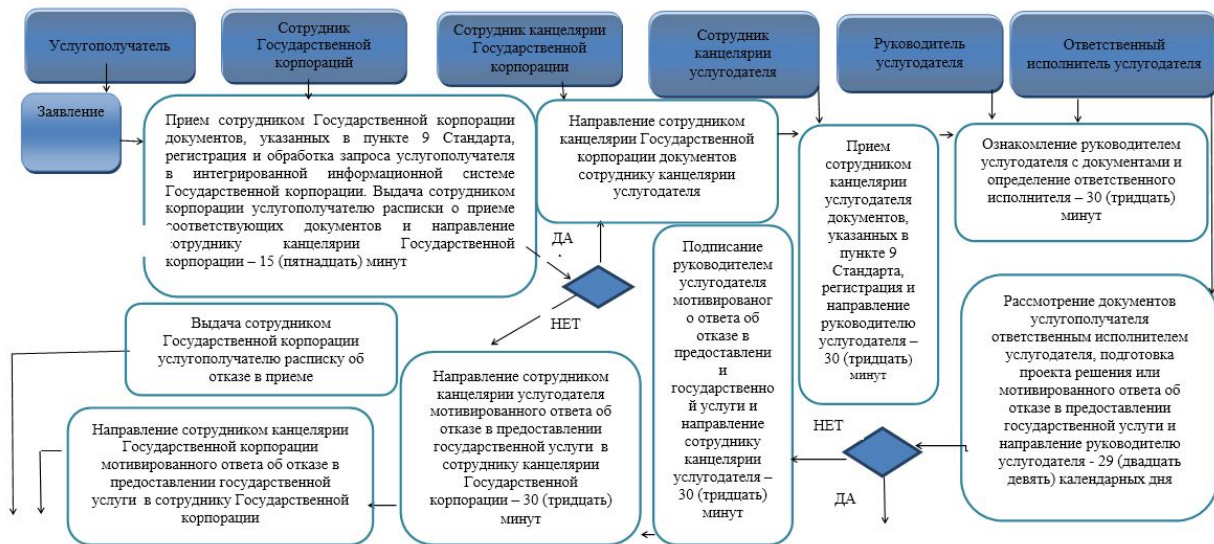 Услугополучатель
Сотрудник
Государственной
корпораций
Сотрудник канцелярии
Государственной
корпорации
Сотрудник
канцелярии
услугодателя
Руководитель
услугодателя
Ответственный
исполнитель услугодателя
Заявление
Прием сотрудником Государственной корпорации
документов, указанных в пункте 9 Стандарта,
регистрация и обработка запроса услугополучателя
в интегрированной информационной системе
Государственной корпорации. Выдача сотрудником
корпорации услугополучателю расписки о приеме
соответствующих документов и направление
сотруднику канцелярии Государственной
корпорации – 15 (пятнадцать) минут
Направление сотрудником
канцелярии Государственной
корпорации документов
сотруднику канцелярии
услугодателя
Прием
сотрудником
канцелярии
услугодателя
документов,
указанных в
пункте 9
Стандарта,
регистрация и
направление
руководителю
услугодателя –
30 (тридцать)
минут
Ознакомление руководителем
услугодателя с документами и
определение ответственного
исполнителя – 30 (тридцать)
минут
ДА
НЕТ
Выдача сотрудником
Государственной корпорации
услугополучателю расписку об
отказе в приеме
Подписание
руководителем
услугодателя
мотивированог
о ответа об
отказе в
предоставлени
и
государственно
й услуги и
направление
сотруднику
канцелярии
услугодателя –
30 (тридцать)
минут
Рассмотрение документов
услугополучателя
ответственным исполнителем
услугодателя, подготовка
проекта решения или
мотивированного ответа об
отказе в предоставлении
государственной услуги и
направление руководителю
услугодателя - 29 (двадцать
девять) календарных дня
НЕТ
ДА
Направление сотрудником
канцелярии услугодателя
мотивированного ответа об
отказе в предоставлении
государственной услуги в
сотруднику канцелярии
Государственной
корпорации – 30 (тридцать)
минут
Направление сотрудником канцелярии
Государственной корпорации
мотивированного ответа об отказе в
предоставлении государственной
услуги в сотруднику Государственной
корпорации